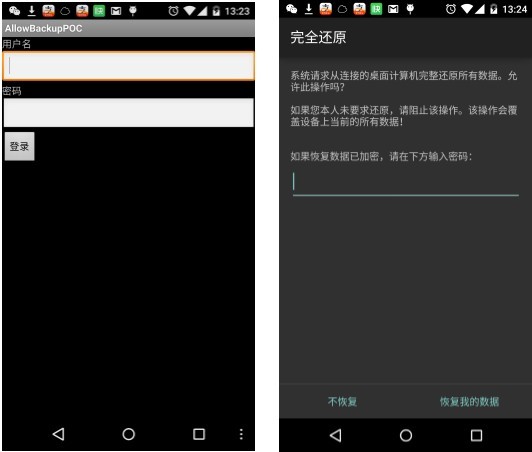 13:23
AllowBackupPOC
用户名
密码
登录
13:24
完全还原
系统请求从连接的桌面计算机完整还原所有数据。允
许此操作吗？
如果您本人未要求还原，请阻止该操作。该操作会覆
盖设备上当前的所有数据！
如果恢复数据已加密，请在下方输入密码：
不恢复
恢复我的数据